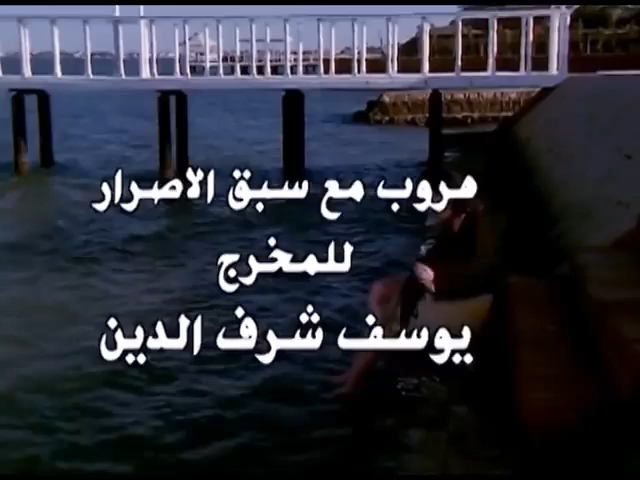 هروب مع سبق الاصرار
للمخرج
يوسف شرف الدين